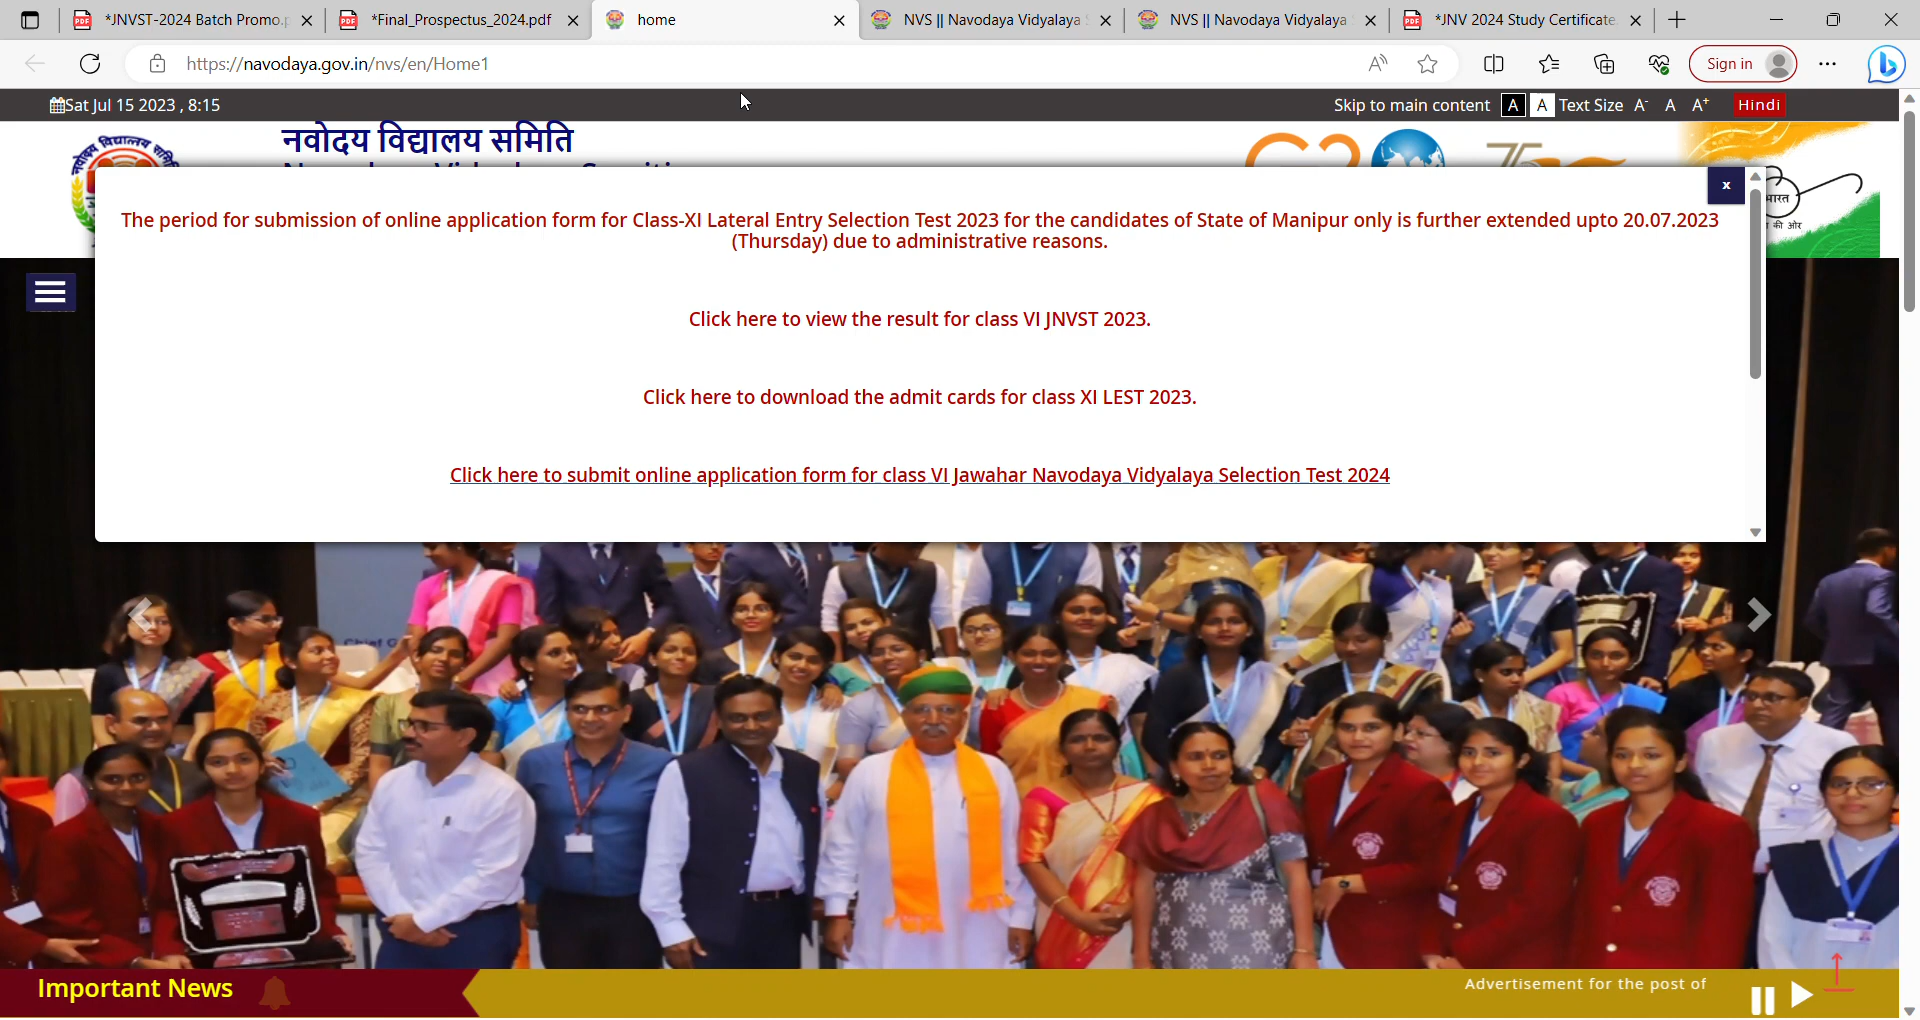 *JNVST-2024 Batch Promo.p
*Final_Prospectus_2024.pdf
home
NVS || Navodaya Vidyalaya S
NVS || Navodaya Vidyalaya S
*JNV 2024 Study Certificate
https://navodaya.gov.in/nvs/en/Home1
Sign in
Sat Jul 15 2023 , 8:15
Skip to main content A A Text Size A- A A+ Hindi
नवोदय विद्यालय समिति
The period for submission of online application form for Class-XI Lateral Entry Selection Test 2023 for the candidates of State of Manipur only is further extended upto 20.07.2023
(Thursday) due to administrative reasons.
x
Click here to view the result for class VI JNVST 2023.
Click here to download the admit cards for class XI LEST 2023.
Click here to submit online application form for class VI Jawahar Navodaya Vidyalaya Selection Test 2024
Important News
Advertisement for the post of